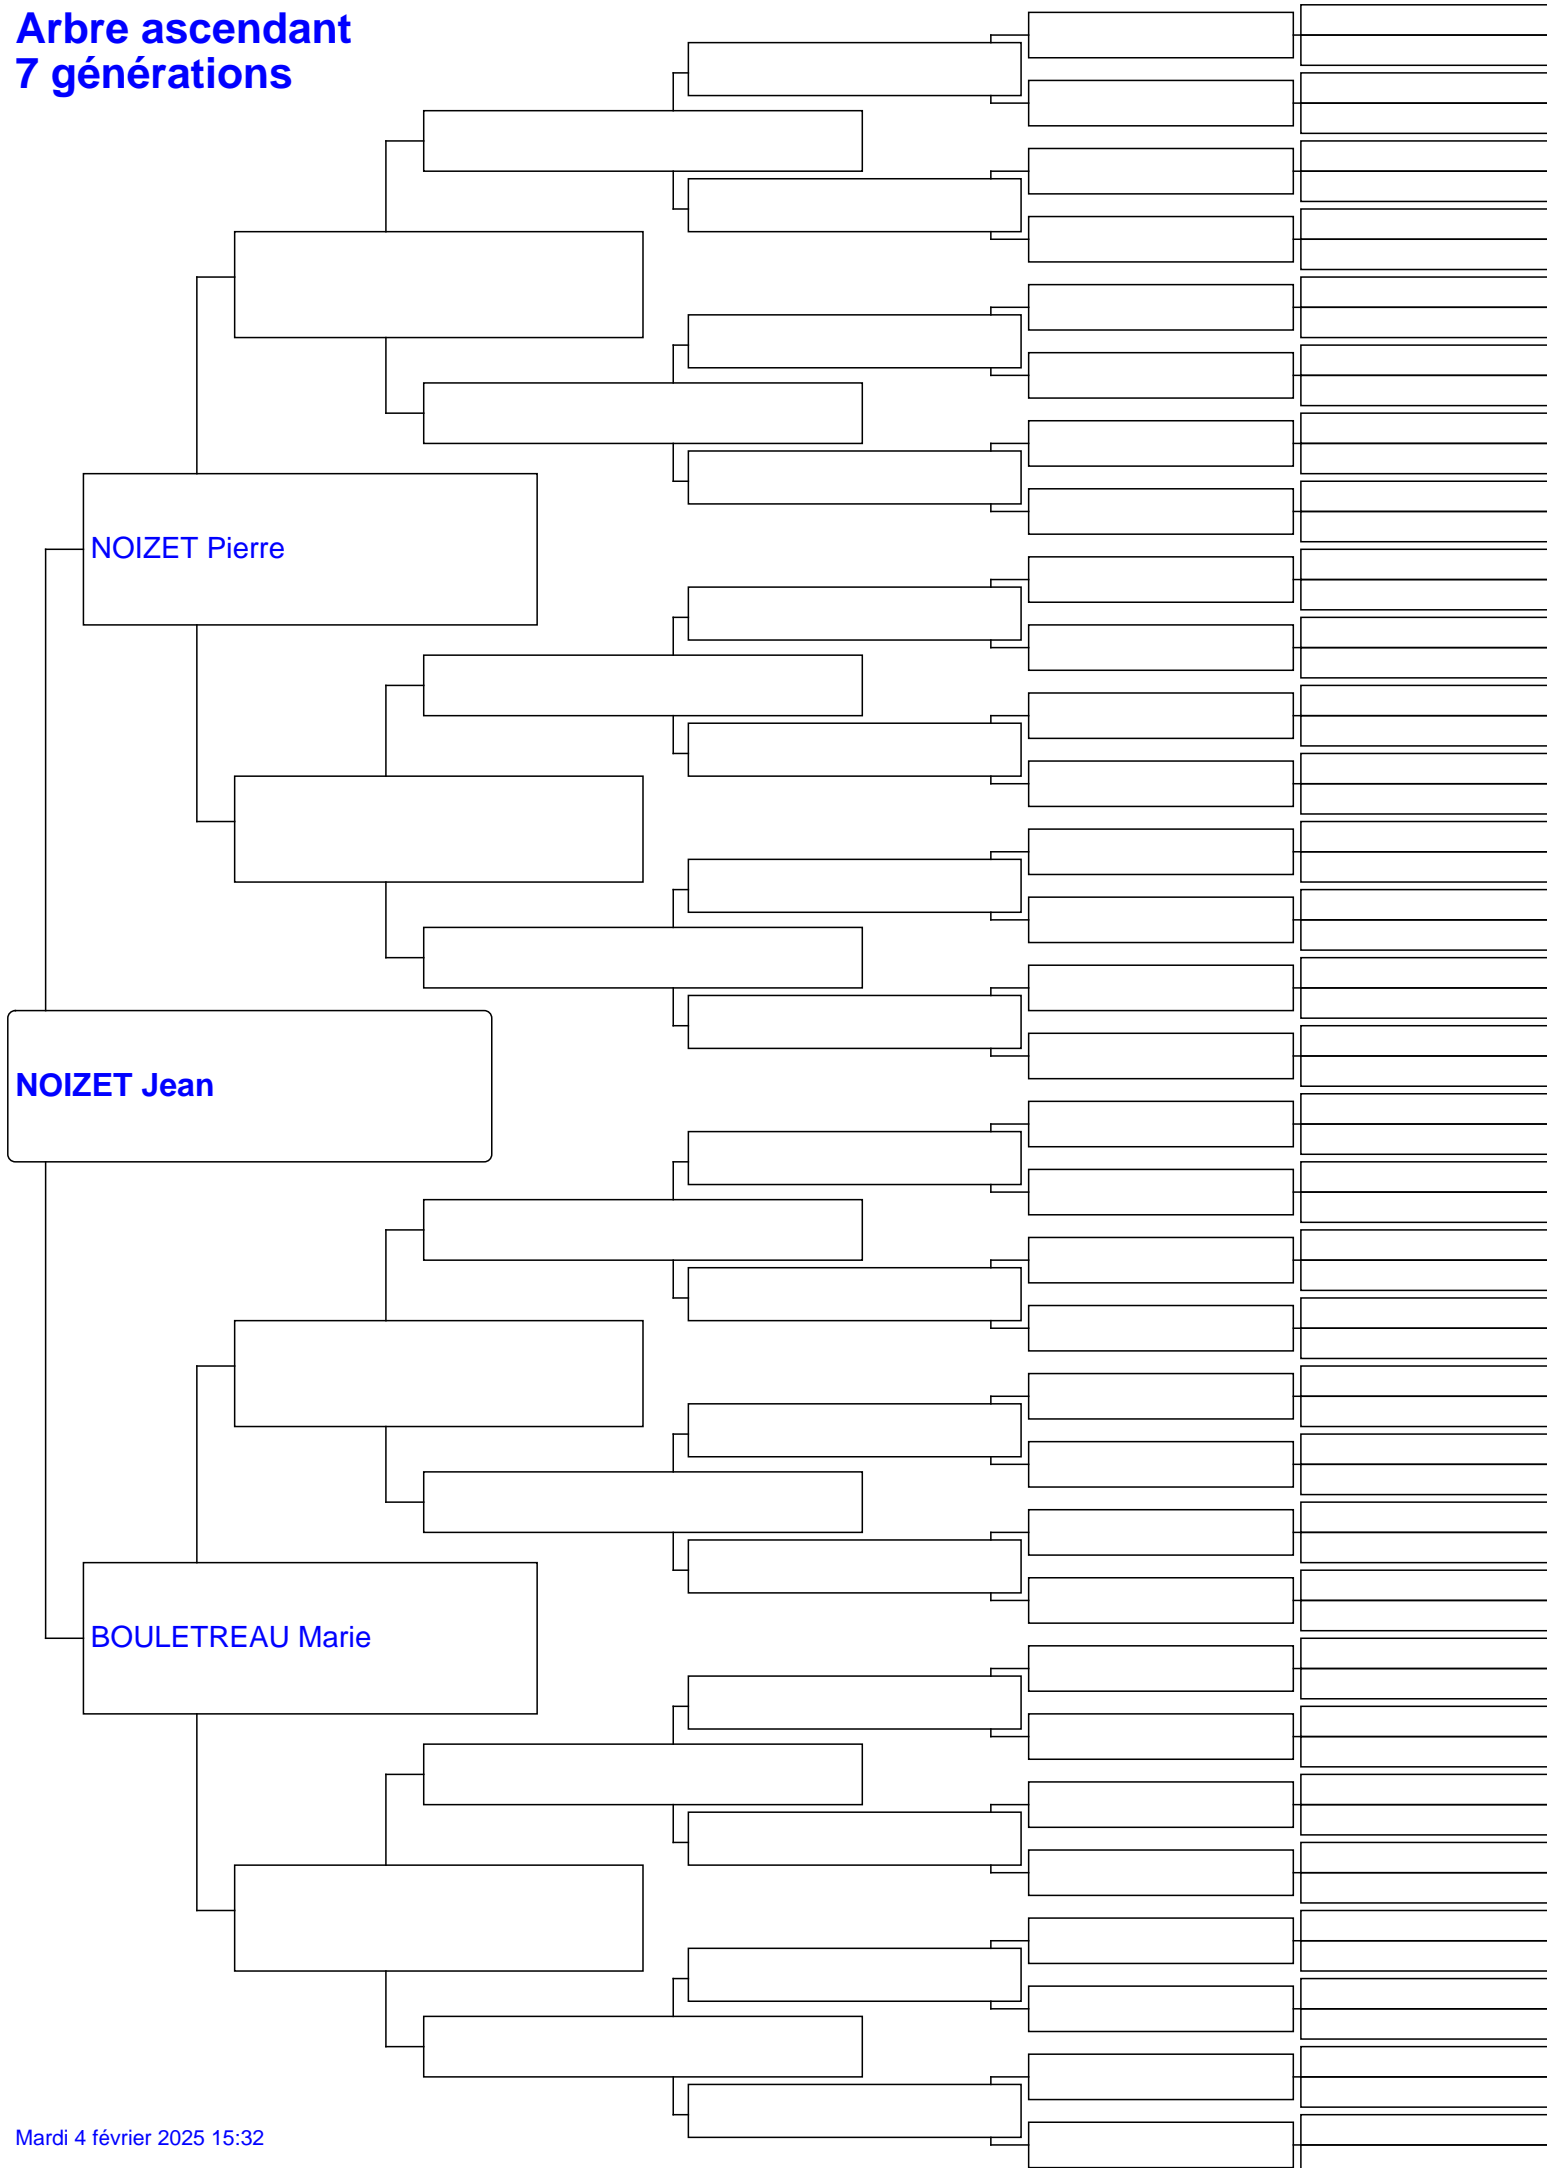 Arbre ascendant
7 générations
NOIZET Pierre
NOIZET Jean
BOULETREAU Marie
Mardi 4 février 2025 15:32